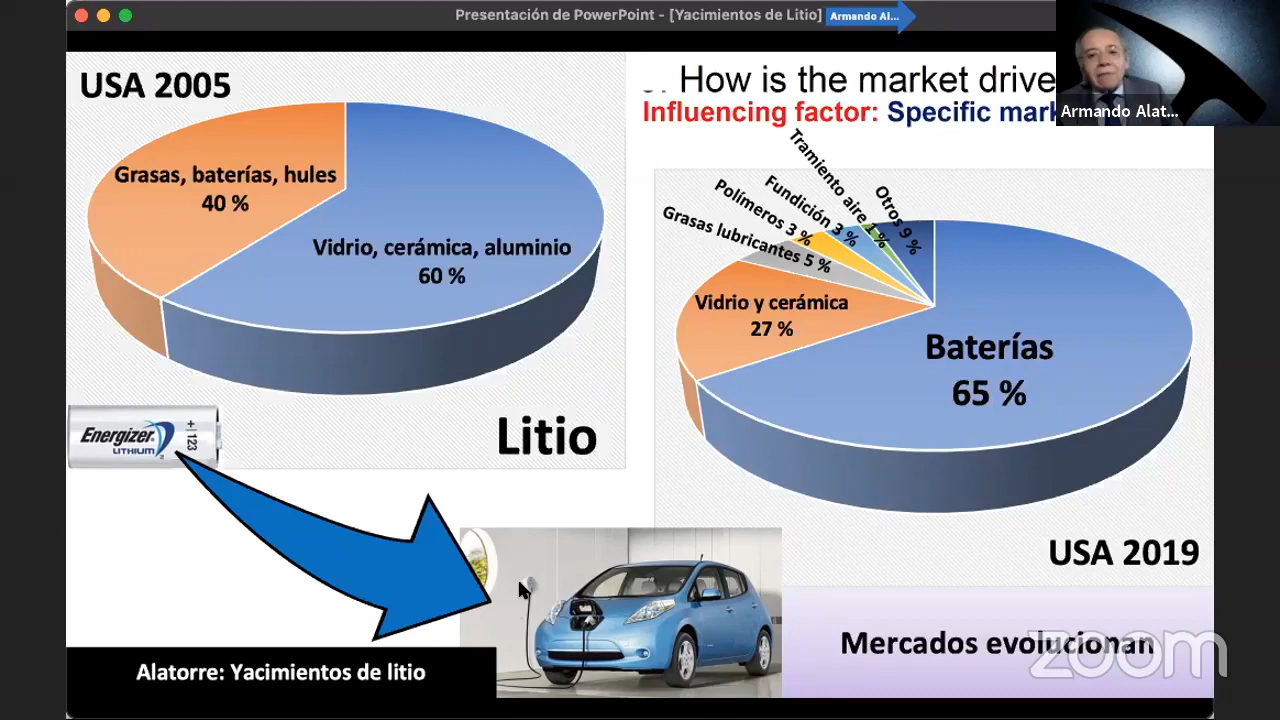 Presentación de PowerPoint - [Yacimientos de Litio]
Armando Al...
USA 2005
How is the market drive
Influencing factor: Specific mark
Armando Alat...
Grasas, baterías, hules
40 %
Vidrio, cerámica, aluminio
60 %
Litio
Energizer
LITHIUM
+| 123
Grasas lubricantes 5 %
Polímeros 3 %
Fundición 3 %
Tramiento aire 1 %
Otros 9 %
Vidrio y cerámica
27 %
Baterías
65 %
USA 2019
Mercados evolucionan
zoom
Alatorre: Yacimientos de litio